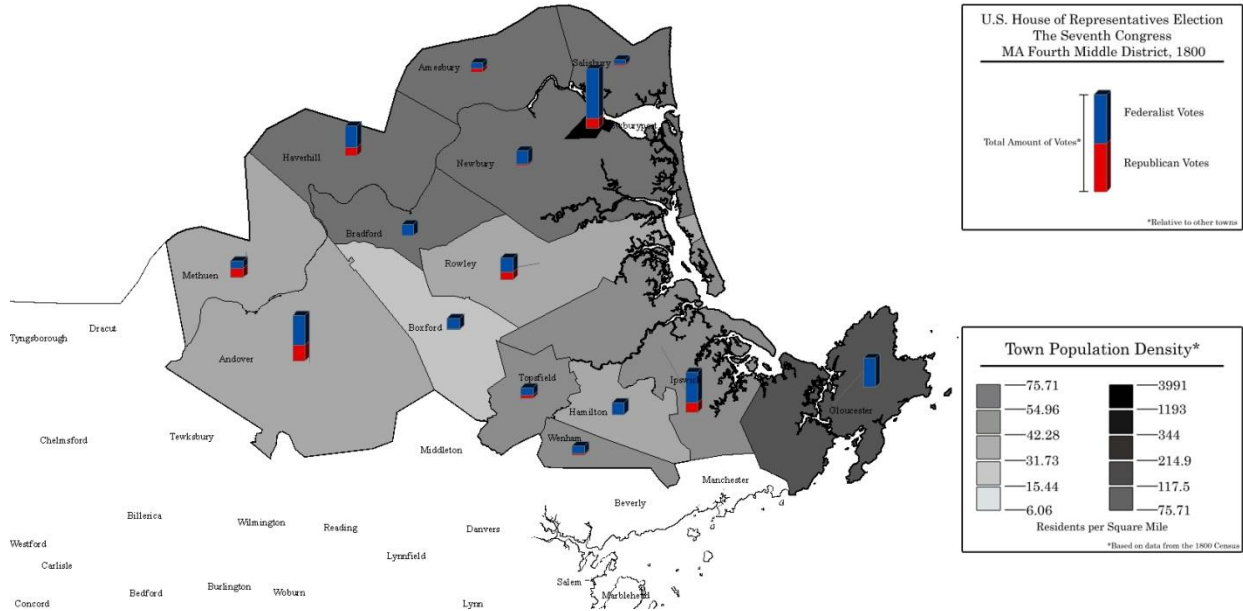 U.S. House of Representatives Election
The Seventh Congress
MA Fourth Middle District, 1800
Federalist Votes
Total Amount of Votes*
Republican Votes
*Relative to other towns
Amesbury
Salisbury
Haverhill
Newbury
Bradford
Rowley
Methuen
Andover
Boxford
Topsfield
Ipswich
Hamilton
Gloucester
Wenham
Tyngsborough
Dracut
Chelmsford
Tewksbury
Middleton
Manchester
Beverly
Billerica
Wilmington
Reading
Danvers
Westford
Carlisle
Lynnfield
Salem
Bedford
Burlington
Woburn
Marblehead
Concord
Lynn
Town Population Density*
75.71
54.96
42.28
31.73
15.44
6.06
3991
1193
344
214.9
117.5
75.71
Residents per Square Mile
*Based on data from the 1800 Census